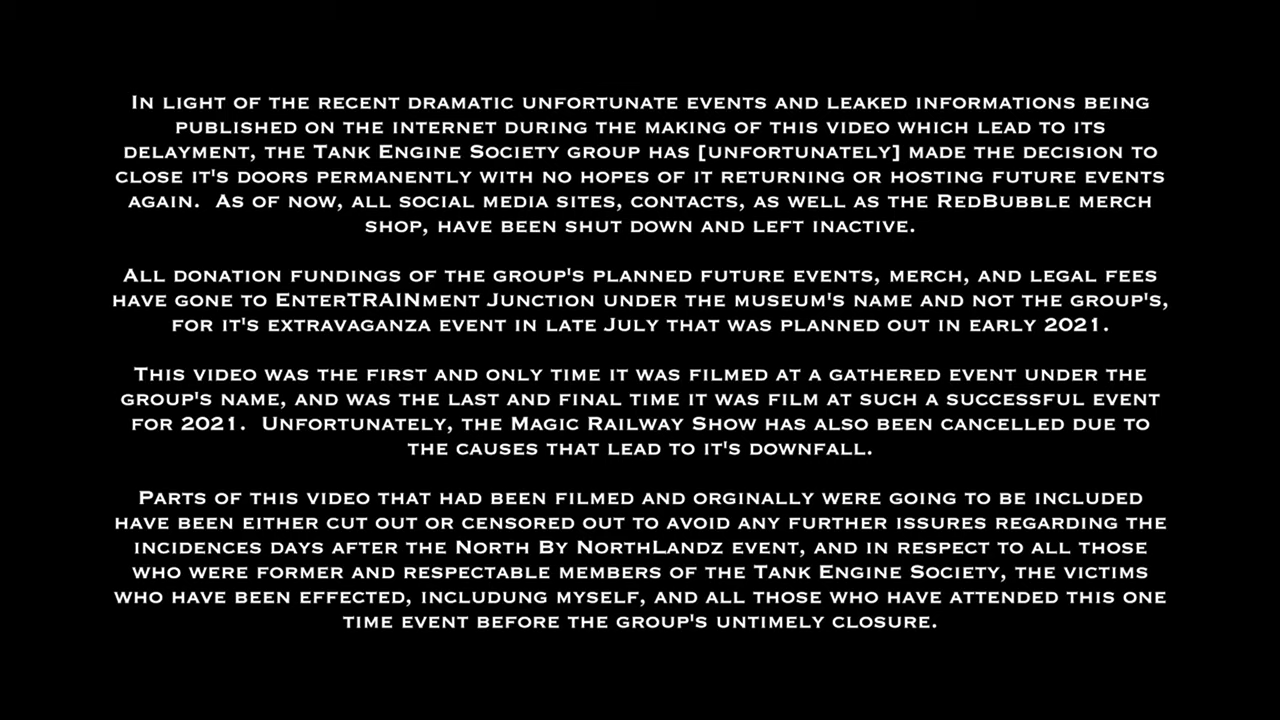 In light of the recent dramatic unfortunate events and leaked informations being
published on the internet during the making of this video which lead to its
delayment, the Tank Engine Society group has [unfortunately] made the decision to
close it's doors permanently with no hopes of it returning or hosting future events
again. As of now, all social media sites, contacts, as well as the RedBubble merch
shop, have been shut down and left inactive.
All donation fundings of the group's planned future events, merch, and legal fees
have gone to EnterTRAINment Junction under the museum's name and not the group's,
for it's extravaganza event in late July that was planned out in early 2021.
This video was the first and only time it was filmed at a gathered event under the
group's name, and was the last and final time it was film at such a successful event
for 2021. Unfortunately, the Magic Railway Show has also been cancelled due to
the causes that lead to it's downfall.
Parts of this video that had been filmed and orginally were going to be included
have been either cut out or censored out to avoid any further issures regarding the
incidences days after the North By NorthLandz event, and in respect to all those
who were former and respectable members of the Tank Engine Society, the victims
who have been effected, includung myself, and all those who have attended this one
time event before the group's untimely closure.